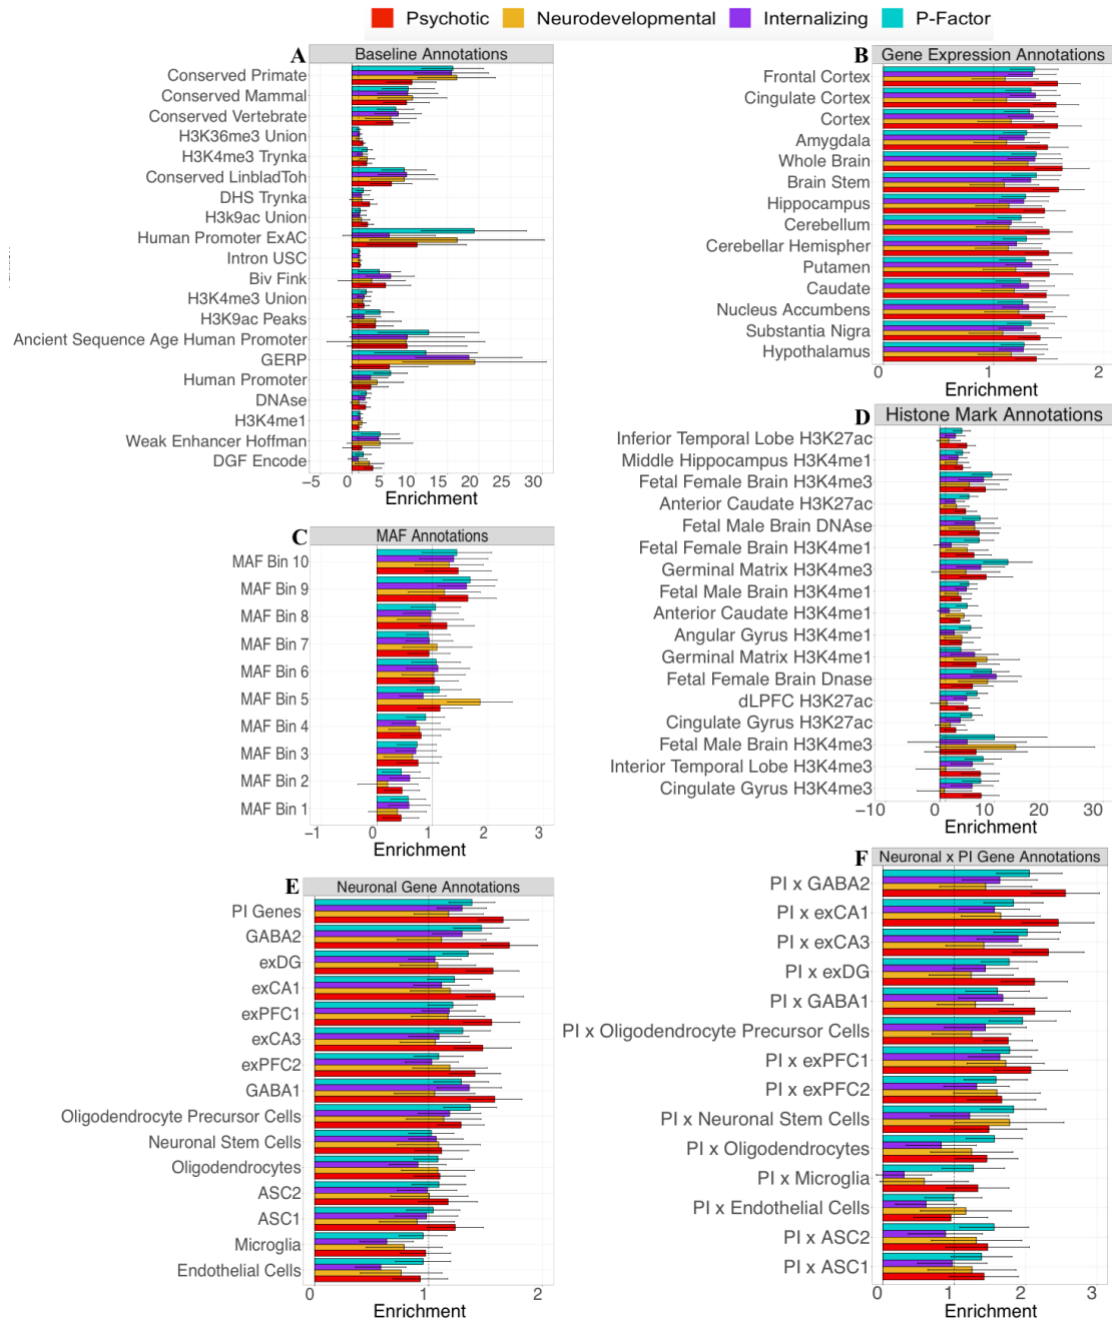 Psychotic Neurodevelopmental Internalizing P-Factor
A
Baseline Annotations
Conserved Primate
Conserved Mammal
Conserved Vertebrate
H3K36me3 Union
H3K4me3 Trynka
Conserved LinbladToh
DHS Trynka
H3k9ac Union
Human Promoter ExAC
Intron USC
Biv Fink
H3K4me3 Union
H3K9ac Peaks
Ancient Sequence Age Human Promoter
GERP
Human Promoter
DNAse
H3K4me1
Weak Enhancer Hoffman
DGF Encode
−5 0 5 10 15 20 25 30
Enrichment
B
Gene Expression Annotations
Frontal Cortex
Cingulate Cortex
Cortex
Amygdala
Whole Brain
Brain Stem
Hippocampus
Cerebellum
Cerebellar Hemispher
Putamen
Caudate
Nucleus Accumbens
Substantia Nigra
Hypothalamus
0 1 2
Enrichment
C
MAF Annotations
MAF Bin 10
MAF Bin 9
MAF Bin 8
MAF Bin 7
MAF Bin 6
MAF Bin 5
MAF Bin 4
MAF Bin 3
MAF Bin 2
MAF Bin 1
−1 0 1 2 3
Enrichment
D
Histone Mark Annotations
Inferior Temporal Lobe H3K27ac
Middle Hippocampus H3K4me1
Fetal Female Brain H3K4me3
Anterior Caudate H3K27ac
Fetal Male Brain DNAse
Fetal Female Brain H3K4me1
Germinal Matrix H3K4me3
Fetal Male Brain H3K4me1
Anterior Caudate H3K4me1
Angular Gyrus H3K4me1
Germinal Matrix H3K4me1
Fetal Female Brain Dnase
dLPFC H3K27ac
Cingulate Gyrus H3K27ac
Fetal Male Brain H3K4me3
Interior Temporal Lobe H3K4me3
Cingulate Gyrus H3K4me3
−10 0 10 20 30
Enrichment
E
Neuronal Gene Annotations
PI Genes
GABA2
exDG
exCA1
exPFC1
exCA3
exPFC2
GABA1
Oligodendrocyte Precursor Cells
Neuronal Stem Cells
Oligodendrocytes
ASC2
ASC1
Microglia
Endothelial Cells
0 1 2
Enrichment
F
Neuronal x PI Gene Annotations
PI x GABA2
PI x exCA1
PI x exCA3
PI x exDG
PI x GABA1
PI x Oligodendrocyte Precursor Cells
PI x exPFC1
PI x exPFC2
PI x Neuronal Stem Cells
PI x Oligodendrocytes
PI x Microglia
PI x Endothelial Cells
PI x ASC2
PI x ASC1
0 1 2 3
Enrichment